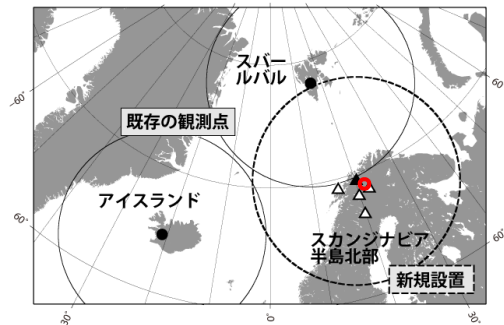 スバール
バル
既存の観測点
アイスランド
スカンジナビア
半島北部
新規設置
-60°
60°
60°
60°
-30°
0°
30°